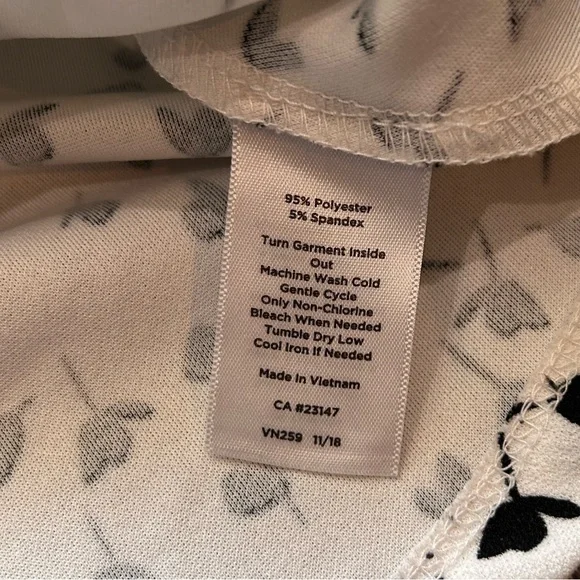 95% Polyester
5% Spandex
Turn Garment Inside
Out
Machine Wash Cold
Gentle Cycle
Only Non-Chlorine
Bleach When Needed
Tumble Dry Low
Cool Iron If Needed
Made in Vietnam
CA #23147
VN259 11/18